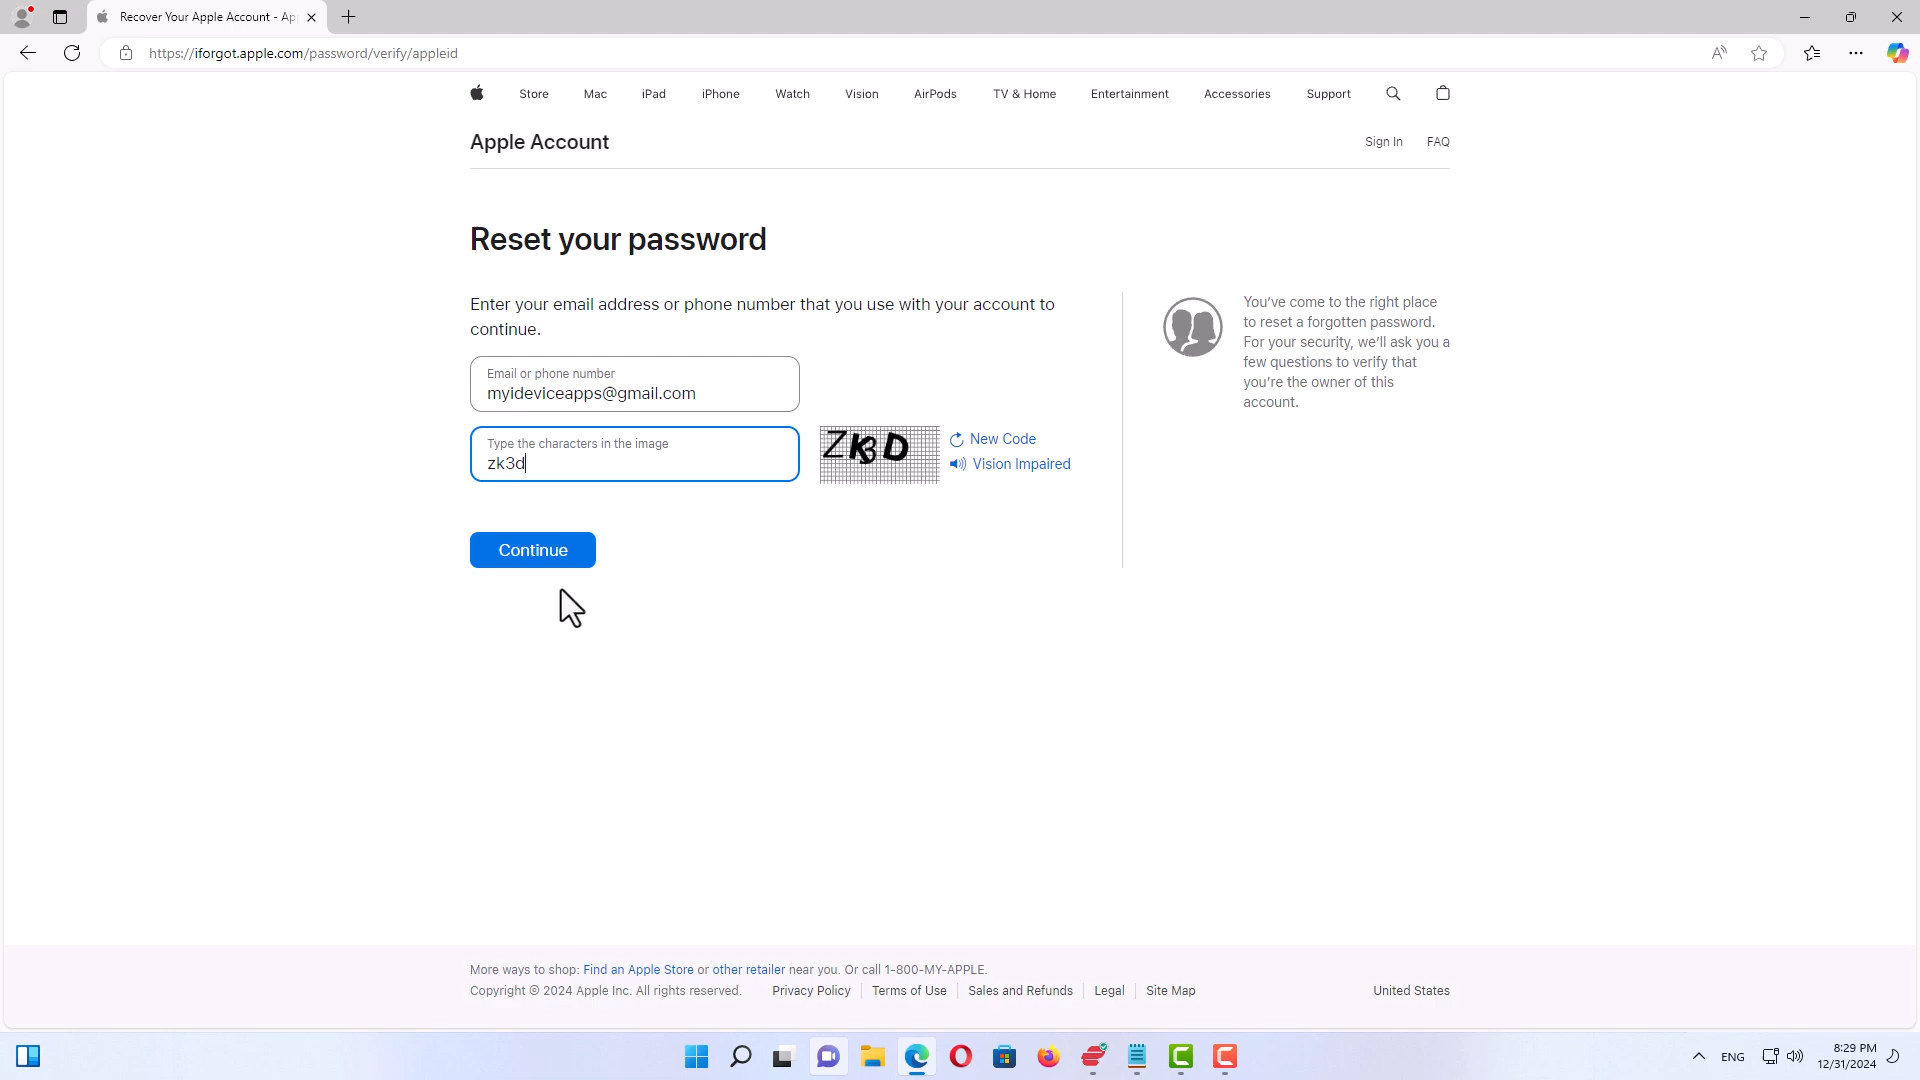 Recover Your Apple Account - Ap
https://iforgot.apple.com/password/verify/appleid
Store Mac iPad iPhone Watch Vision AirPods TV & Home Entertainment Accessories Support
Apple Account
Sign In FAQ
Reset your password
Enter your email address or phone number that you use with your account to
continue.
Email or phone number
myideviceapps@gmail.com
Type the characters in the image
zk3d
ZK3D
New Code
Vision Impaired
Continue
You've come to the right place
to reset a forgotten password.
For your security, we'll ask you a
few questions to verify that
you're the owner of this
account.
More ways to shop: Find an Apple Store or other retailer near you. Or call 1-800-MY-APPLE.
Copyright © 2024 Apple Inc. All rights reserved. Privacy Policy Terms of Use Sales and Refunds Legal Site Map United States
ENG
8:29 PM
12/31/2024